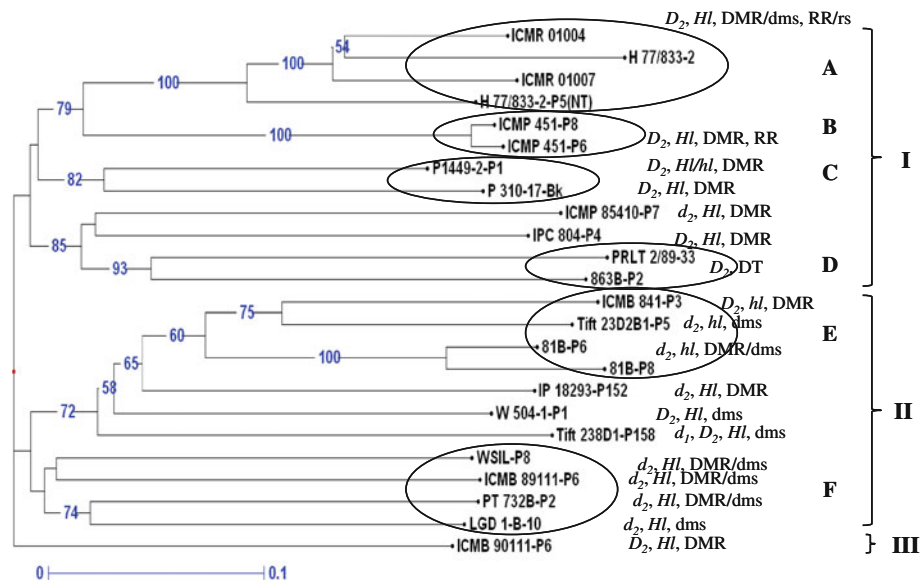 D₂, Hl, DMR/dms, RR/rs
54 ICMR 01004
100 H 77/833-2 A
100 ICMR 01007
79 H 77/833-2-P5(NT)
100 ICMP 451-P8 B
ICMP 451-P6 D₂, Hl, DMR, RR
I
82 P1449-2-P1 D₂, Hl/hl, DMR C
P 310-17-Bk D₂, Hl, DMR
ICMP 85410-P7 d₂, Hl, DMR
85 IPC 804-P4 D₂, Hl, DMR
93 PRLT 2/89-33 D₂, DT D
863B-P2
75 ICMB 841-P3 D₂, hl, DMR
Tift 23D2B1-P5 d₂, hl, dms E
60 81B-P6 d₂, hl, DMR/dms
100 81B-P8
65 IP 18293-P152 d₂, Hl, DMR
58 W 504-1-P1 D₂, Hl, dms II
72 Tift 238D1-P158 d₁, D₂, Hl, dms
WSIL-P8 d₂, Hl, DMR/dms
ICMB 89111-P6 d₂, Hl, DMR/dms F
74 PT 732B-P2 d₂, Hl, DMR/dms
LGD 1-B-10 d₂, Hl, dms
ICMB 90111-P6 D₂, Hl, DMR III
0 0.1